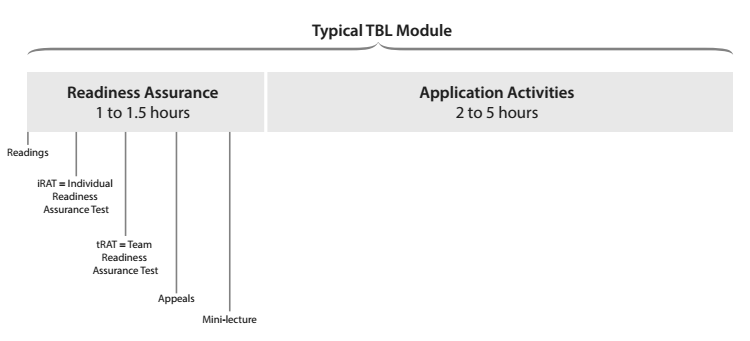 Typical TBL Module
Readiness Assurance
1 to 1.5 hours
Application Activities
2 to 5 hours
Readings
iRAT = Individual
Readiness
Assurance Test
tRAT = Team
Readiness
Assurance Test
Appeals
Mini-lecture